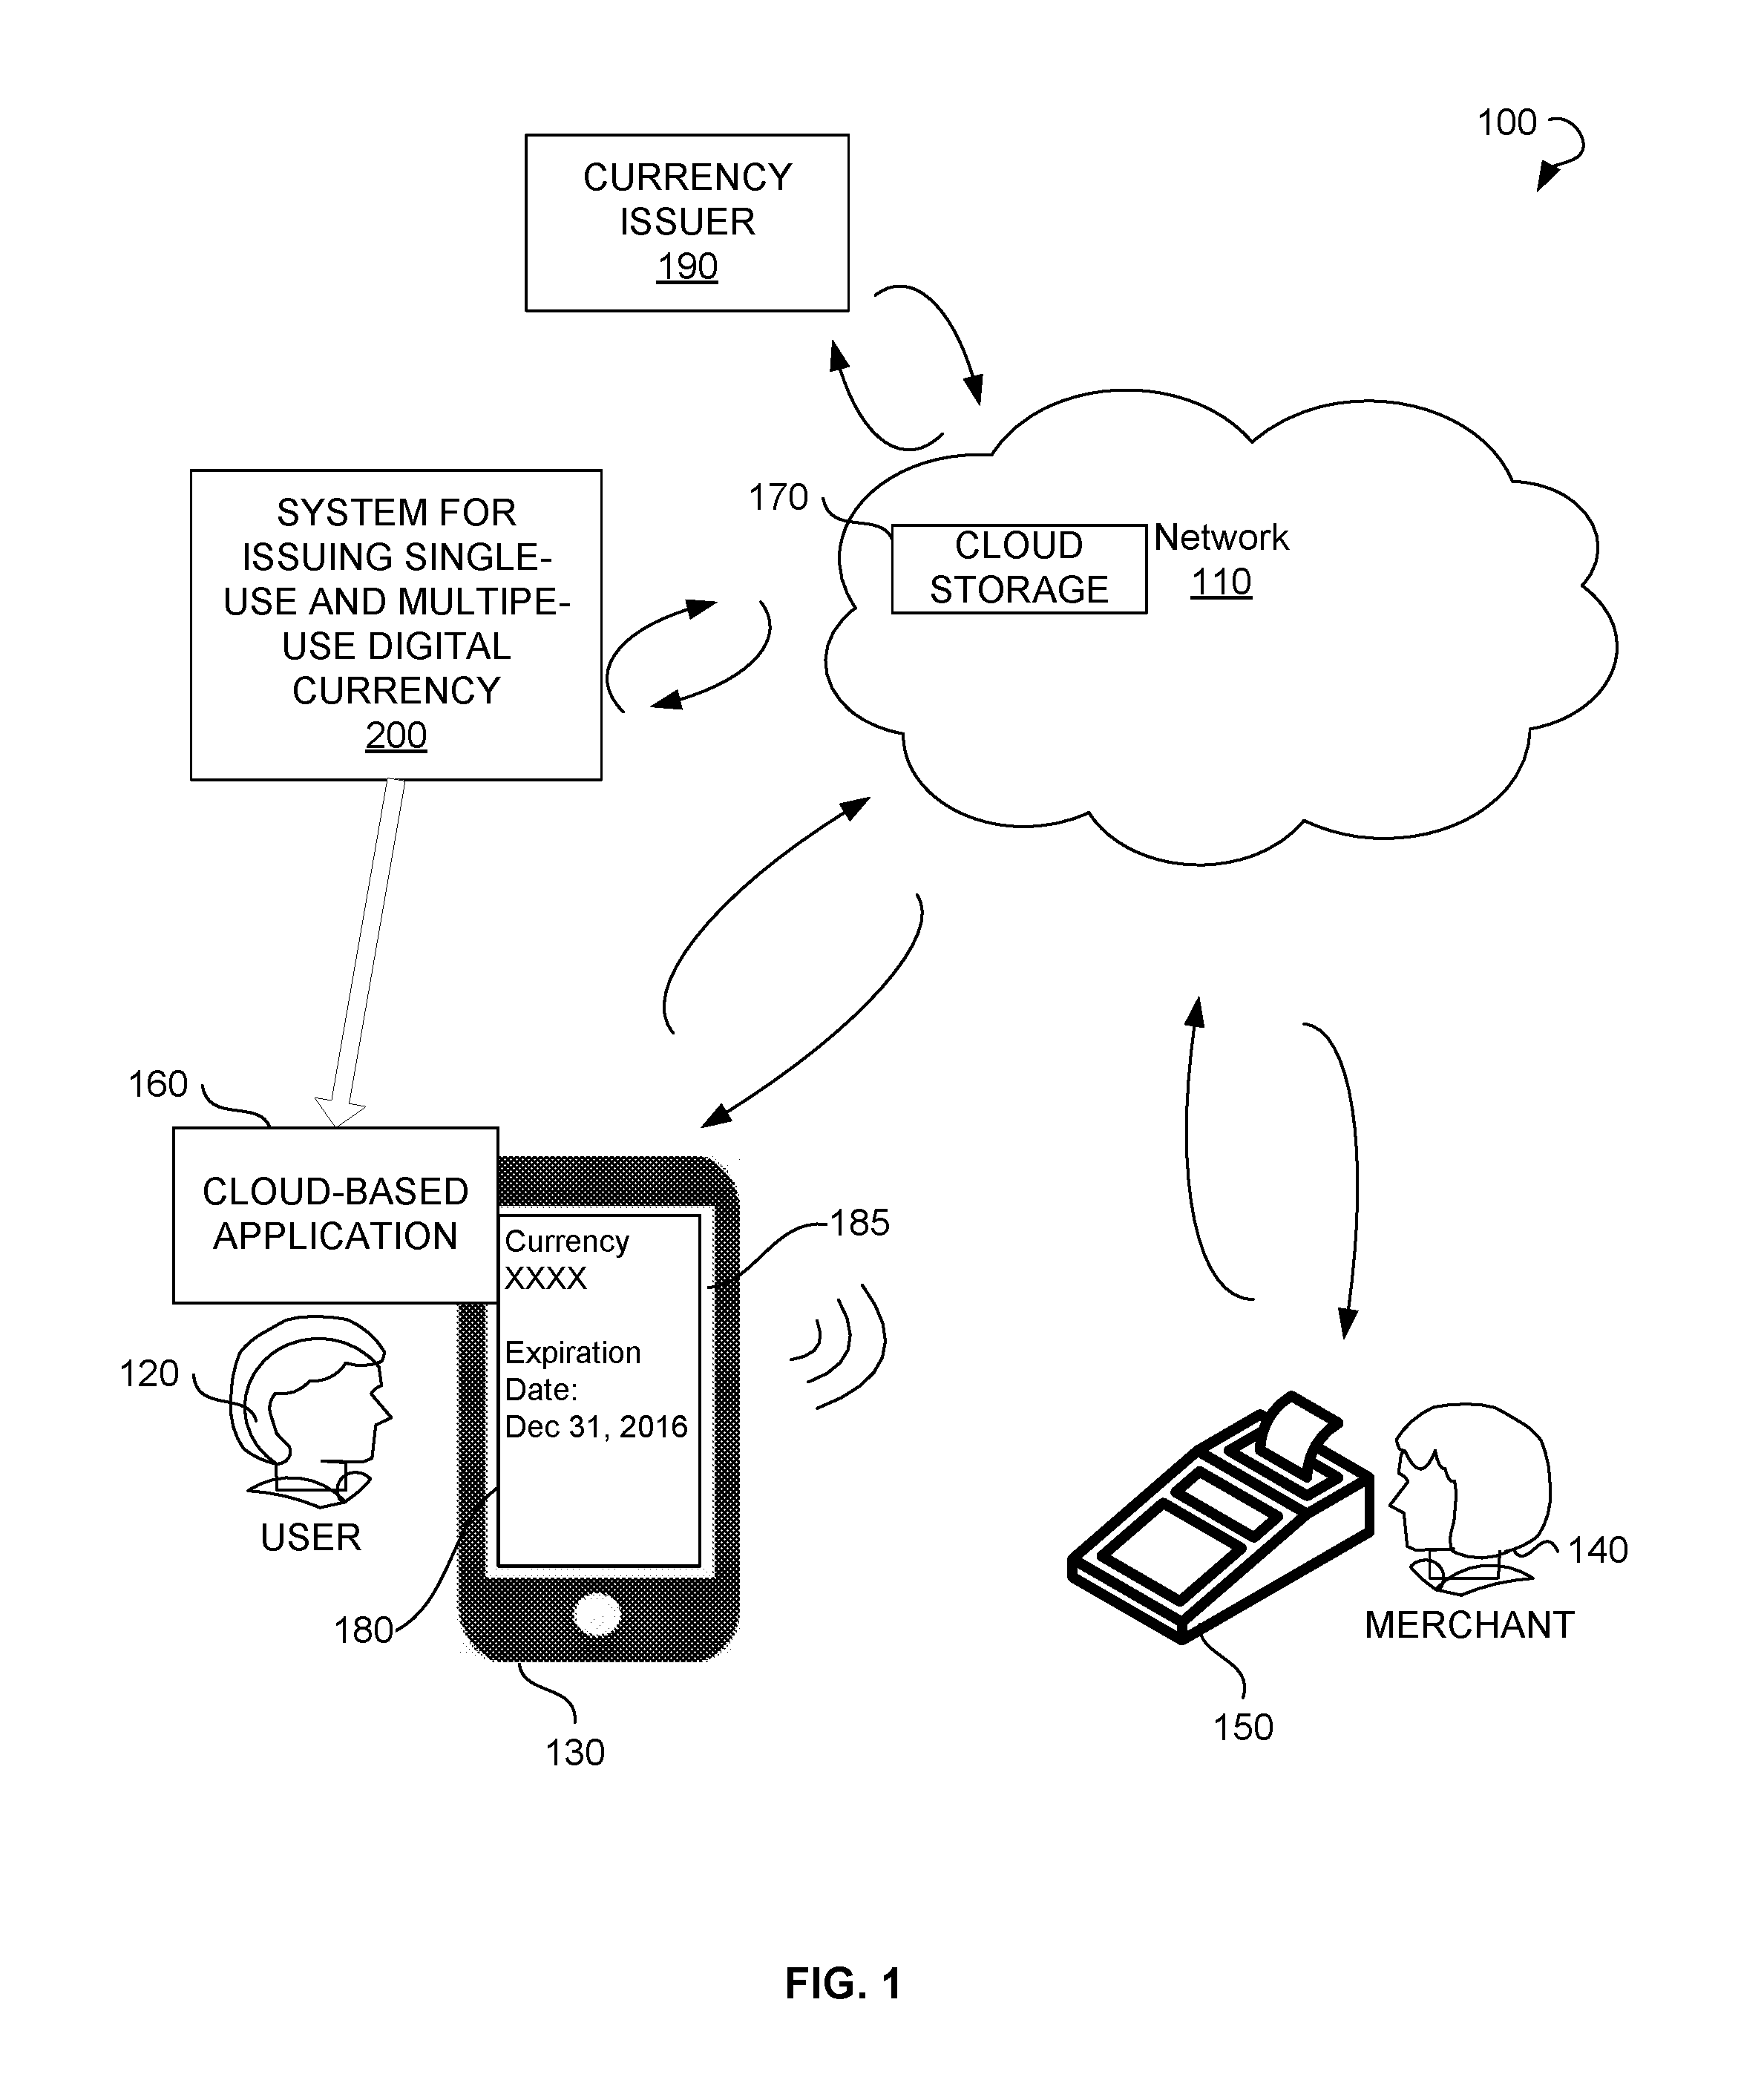 100
CURRENCY
ISSUER
190
170
CLOUD
STORAGE
Network
110
SYSTEM FOR
ISSUING SINGLE-
USE AND MULTIPE-
USE DIGITAL
CURRENCY
200
160
CLOUD-BASED
APPLICATION
185
Currency
XXXX
Expiration
Date:
Dec 31, 2016
120
USER
180
130
140
MERCHANT
150
FIG. 1